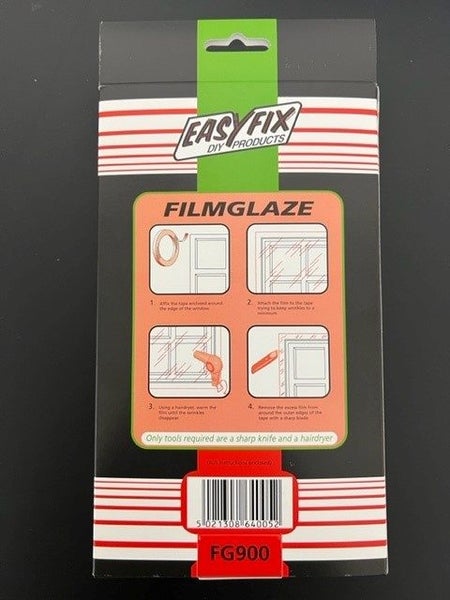 EASYFIX
DIY PRODUCTS
FILMGLAZE
1. Affix the tape enclosed around
the edge of the window.
2. Attach the film to the tape
trying to keep wrinkles to a
minimum.
3. Using a hairdryer, warm the
film until the wrinkles
disappear.
4. Remove the excess film from
around the outer edges of the
tape with a sharp blade.
Only tools required are a sharp knife and a hairdryer
(Full instructions enclosed)
5 021308 640052
FG900